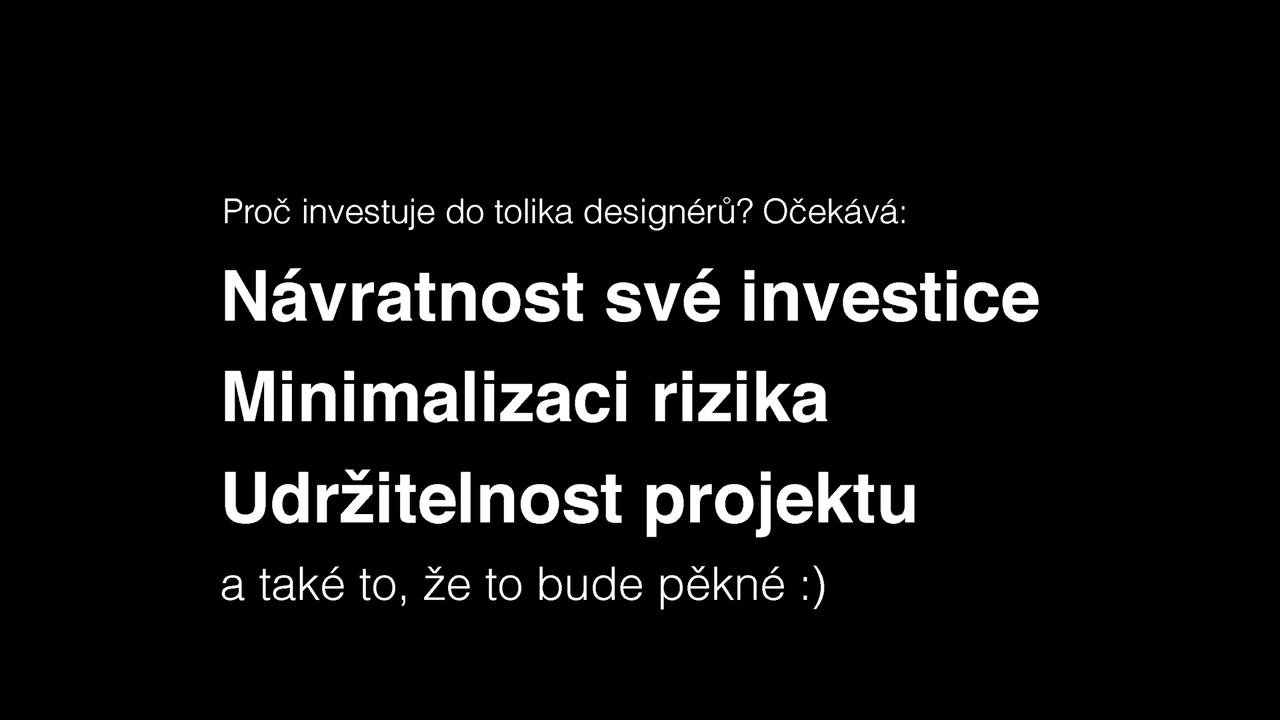 Proč investuje do tolika designérů? Očekává:
Návratnost své investice
Minimalizaci rizika
Udržitelnost projektu
a také to, že to bude pěkné :)